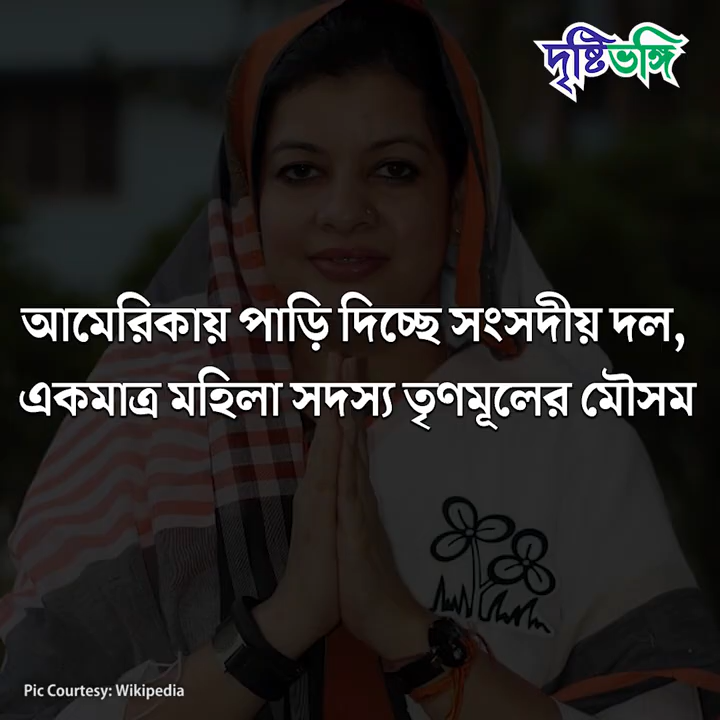 দৃষ্টিভঙ্গি
আমেরিকায় পাড়ি দিচ্ছে সংসদীয় দল,
একমাত্র মহিলা সদস্য তৃণমূলের মৌসম
Pic Courtesy: Wikipedia